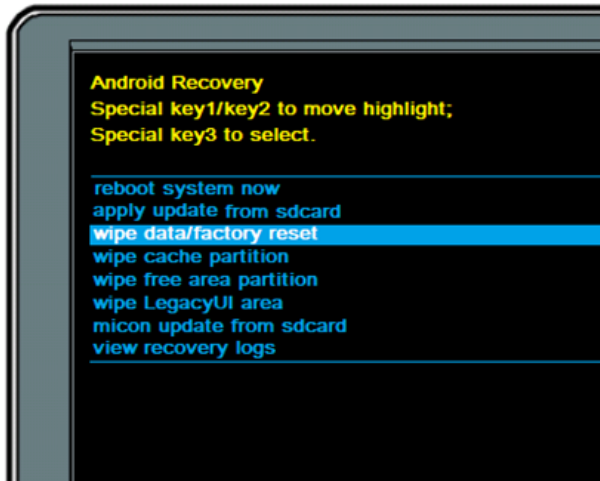 Android Recovery
Special key1/key2 to move highlight;
Special key3 to select.
reboot system now
apply update from sdcard
wipe data/factory reset
wipe cache partition
wipe free area partition
wipe LegacyUI area
micon update from sdcard
view recovery logs